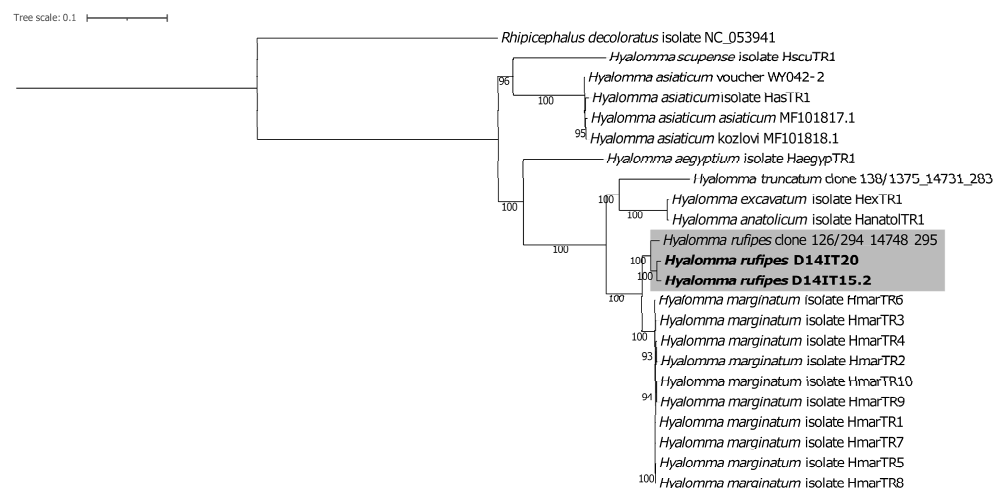 Tree scale: 0.1
Rhipicephalus decoloratus isolate NC_053941
Hyalomma scupense isolate HscuTR1
96
Hyalomma asiaticum voucher WY042-2
100
Hyalomma asiaticum isolate HasTR1
Hyalomma asiaticum asiaticum MF101817.1
95
Hyalomma asiaticum kozlovi MF101818.1
Hyalomma aegyptium isolate HaegypTR1
100
Hyalomma truncatum clone 138/1375_14731_283
100
Hyalomma excavatum isolate HexTR1
100
Hyalomma anatolicum isolate HanatolTR1
100
Hyalomma rufipes clone 126/294_14748_295
100
Hyalomma rufipes D14IT20
100
Hyalomma rufipes D14IT15.2
100
Hyalomma marginatum isolate HmarTR6
Hyalomma marginatum isolate HmarTR3
100
Hyalomma marginatum isolate HmarTR4
93
Hyalomma marginatum isolate HmarTR2
Hyalomma marginatum isolate HmarTR10
94
Hyalomma marginatum isolate HmarTR9
Hyalomma marginatum isolate HmarTR1
Hyalomma marginatum isolate HmarTR7
Hyalomma marginatum isolate HmarTR5
100
Hyalomma marginatum isolate HmarTR8